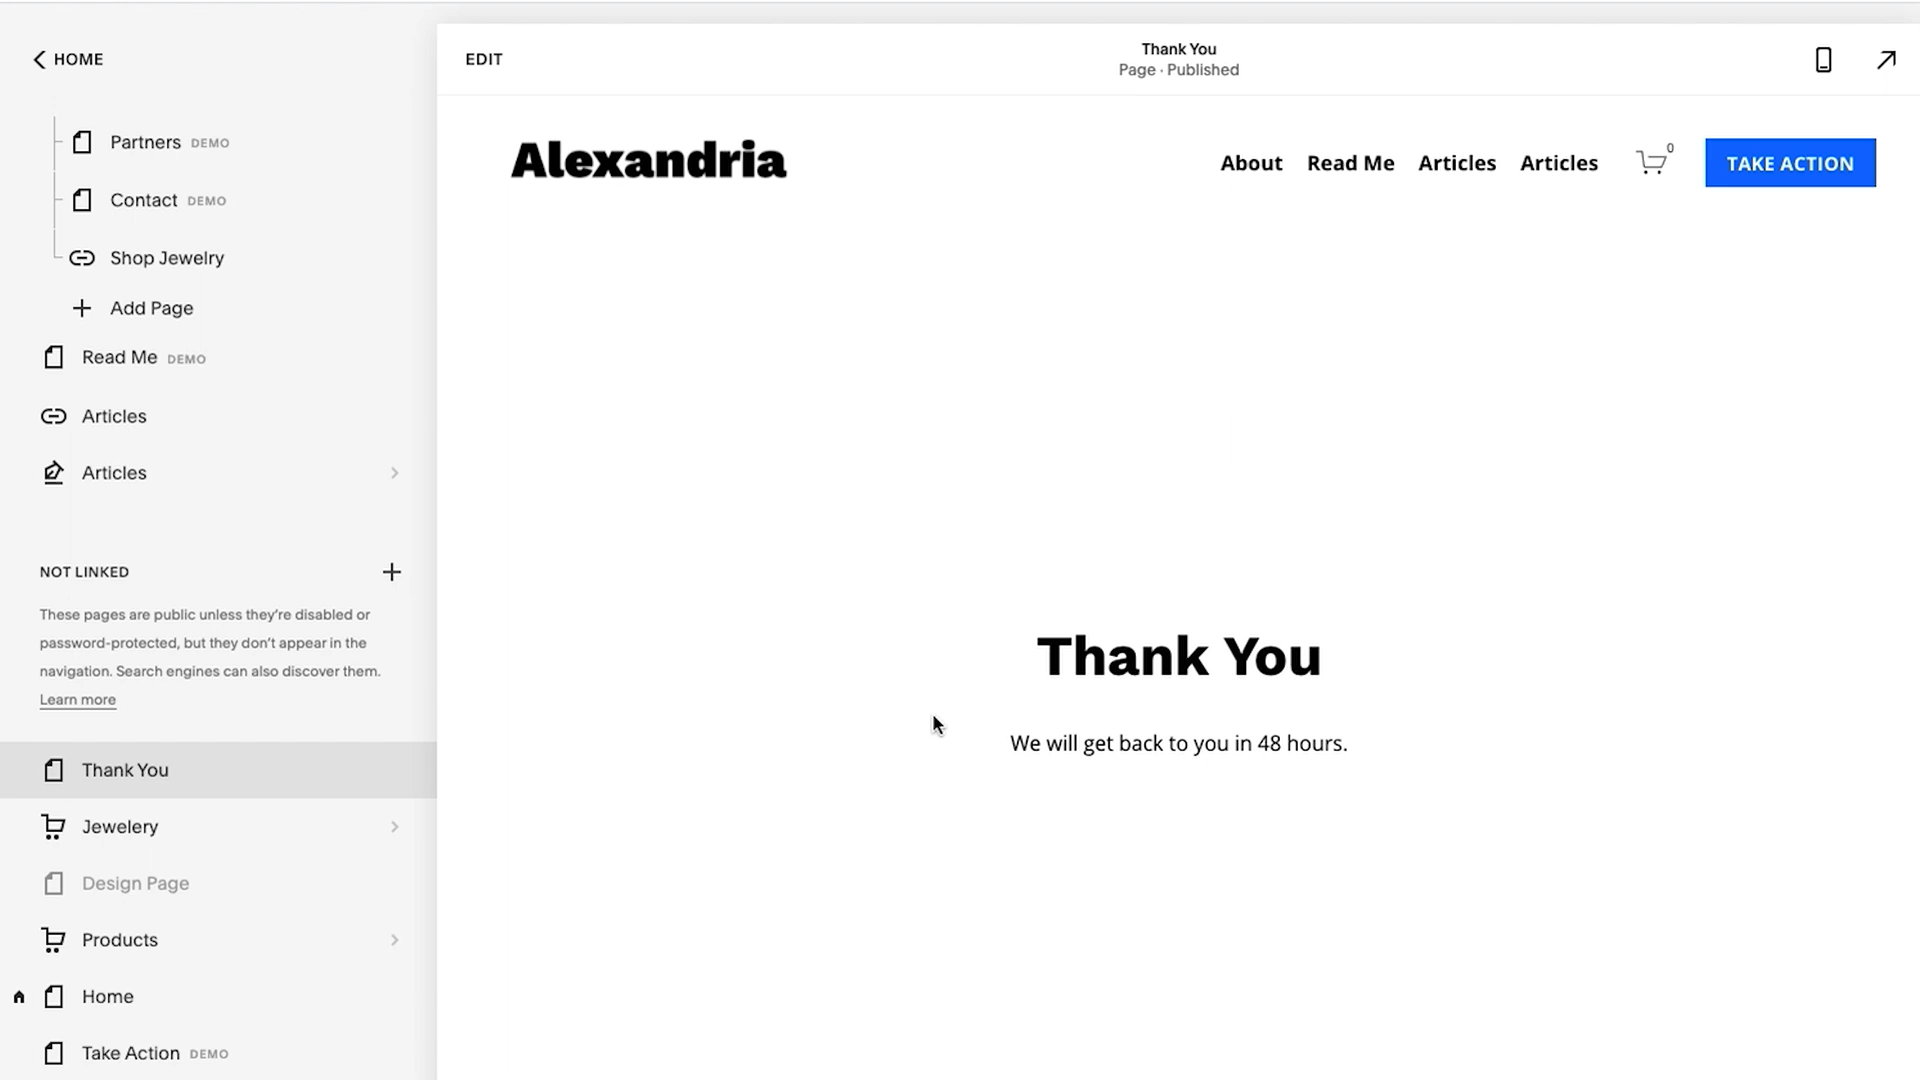 HOME
Partners DEMO
Contact DEMO
Shop Jewelry
Add Page
Read Me DEMO
Articles
Articles
NOT LINKED
These pages are public unless they're disabled or
password-protected, but they don't appear in the
navigation. Search engines can also discover them.
Learn more
Thank You
Jewelery
Design Page
Products
Home
Take Action DEMO
EDIT
Thank You
Page · Published
Alexandria
About Read Me Articles Articles 0 TAKE ACTION
Thank You
We will get back to you in 48 hours.